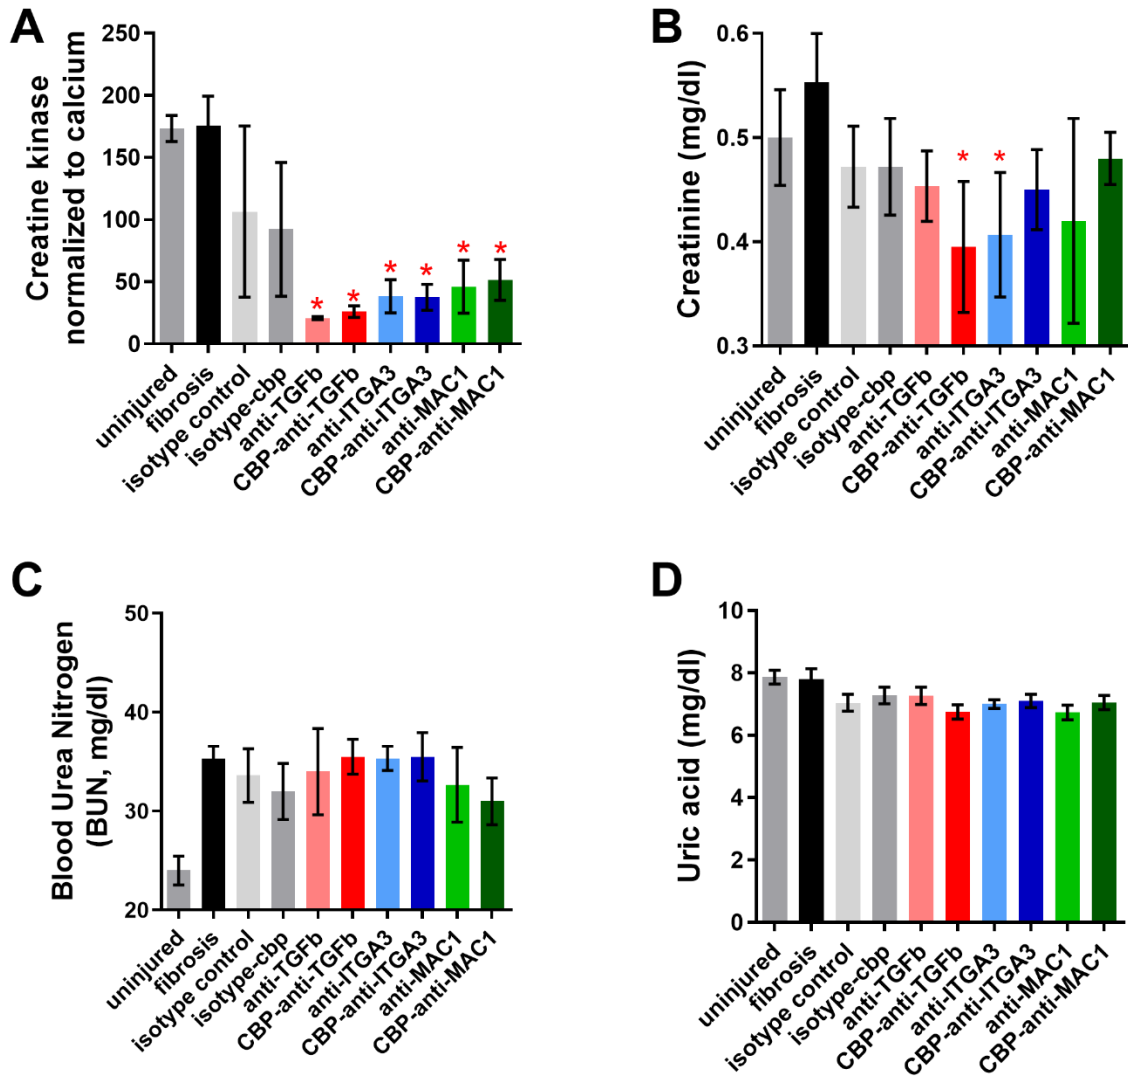 A
Creatine kinase
normalized to calcium
250
200
150
100
50
0
* * * * * *
uninjured
fibrosis
isotype control
isotype-cbp
anti-TGFb
CBP-anti-TGFb
anti-ITGA3
CBP-anti-ITGA3
anti-MAC1
CBP-anti-MAC1
B
Creatinine (mg/dl)
0.6
0.5
0.4
0.3
* *
uninjured
fibrosis
isotype control
isotype-cbp
anti-TGFb
CBP-anti-TGFb
anti-ITGA3
CBP-anti-ITGA3
anti-MAC1
CBP-anti-MAC1
C
Blood Urea Nitrogen
(BUN, mg/dl)
50
40
30
20
uninjured
fibrosis
isotype control
isotype-cbp
anti-TGFb
CBP-anti-TGFb
anti-ITGA3
CBP-anti-ITGA3
anti-MAC1
CBP-anti-MAC1
D
Uric acid (mg/dl)
10
8
6
4
2
0
uninjured
fibrosis
isotype control
isotype-cbp
anti-TGFb
CBP-anti-TGFb
anti-ITGA3
CBP-anti-ITGA3
anti-MAC1
CBP-anti-MAC1